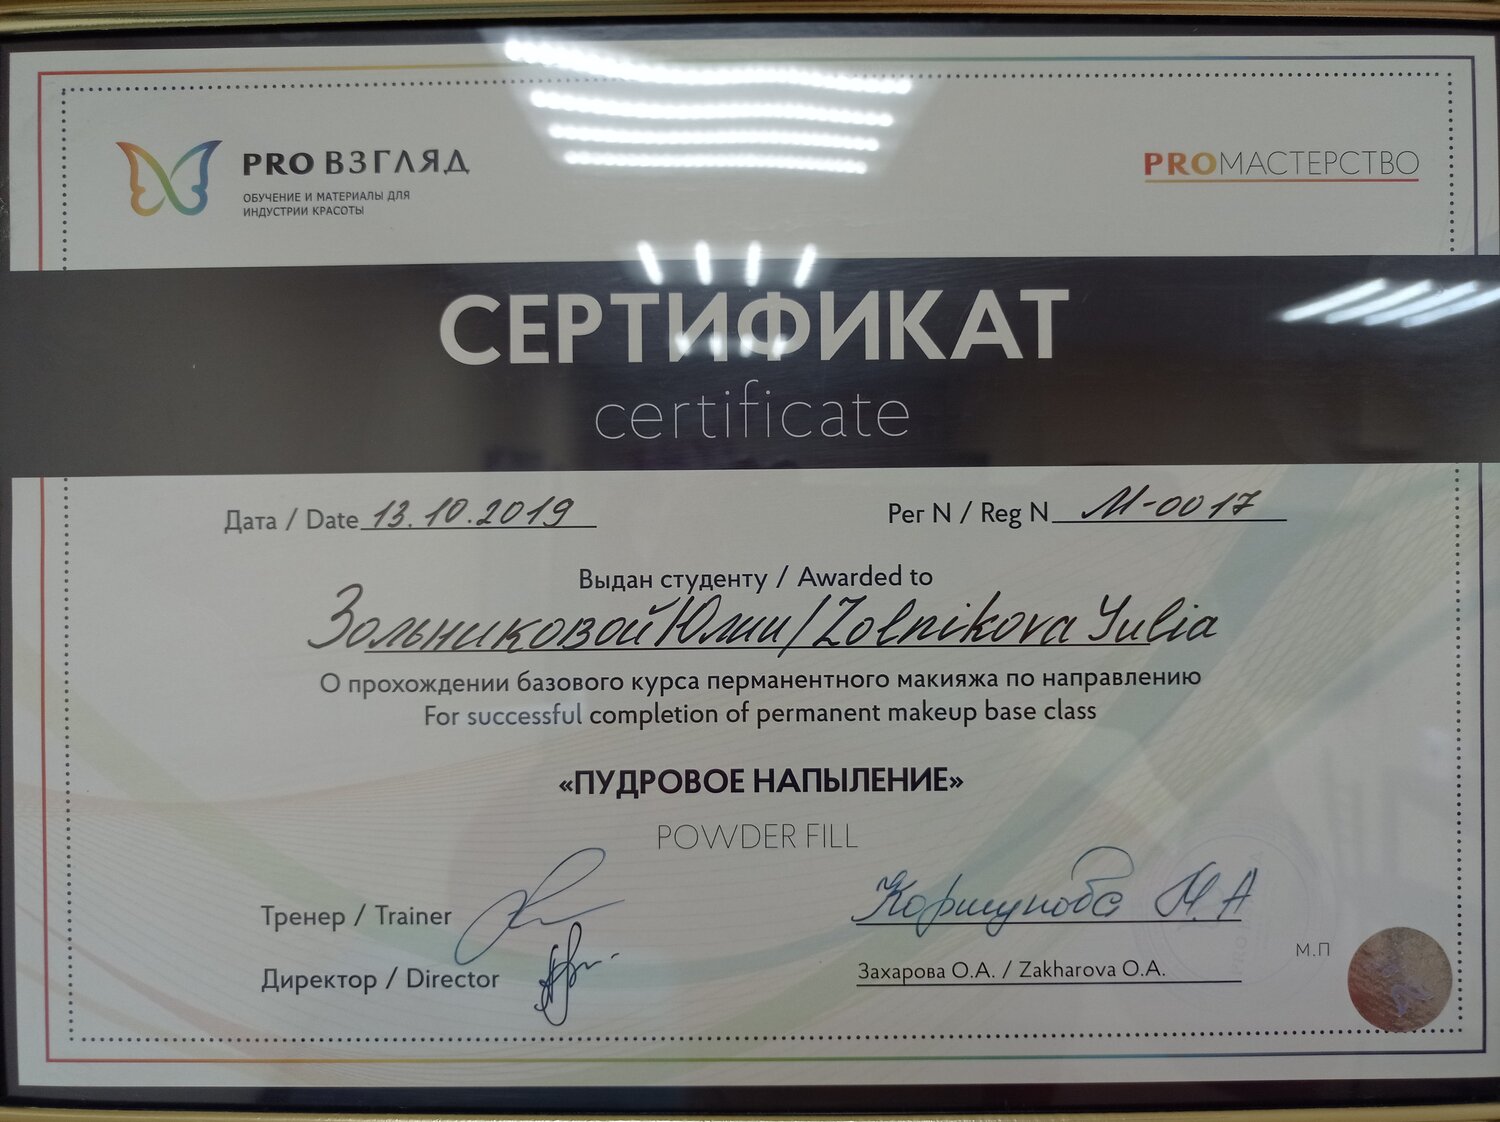 PRO ВЗГЛЯД
ОБУЧЕНИЕ И МАТЕРИАЛЫ ДЛЯ
ИНДУСТРИИ КРАСОТЫ
PROМАСТЕРСТВО
СЕРТИФИКАТ
certificate
Дата / Date 13.10.2019
Рег N / Reg N М-0017
Выдан студенту / Awarded to
Зольниковой Юлии/Zolnikova Yulia
О прохождении базового курса перманентного макияжа по направлению
For successful completion of permanent makeup base class
«ПУДРОВОЕ НАПЫЛЕНИЕ»
POWDER FILL
Тренер / Trainer Коршунова М.А
Директор / Director Захарова О.А. / Zakharova O.A.
М.П